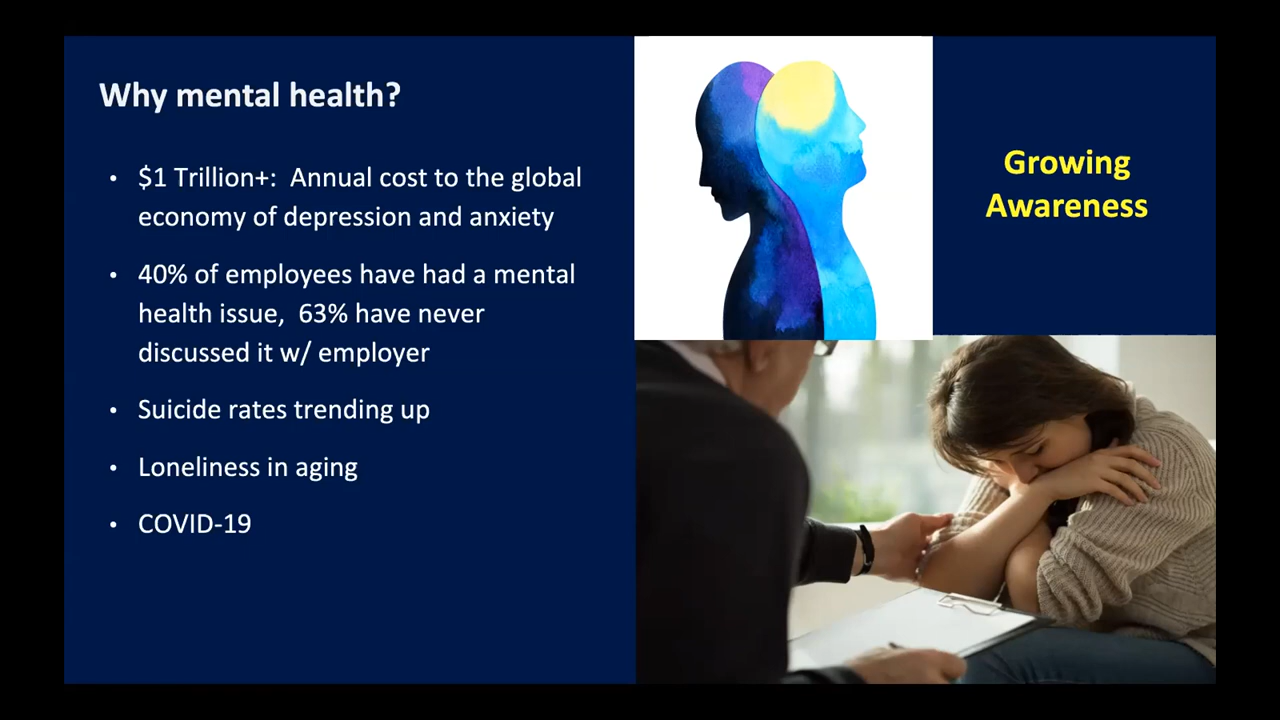 Why mental health?
• $1 Trillion+:  Annual cost to the global
economy of depression and anxiety
• 40% of employees have had a mental
health issue,  63% have never
discussed it w/ employer
• Suicide rates trending up
• Loneliness in aging
• COVID-19
Growing
Awareness